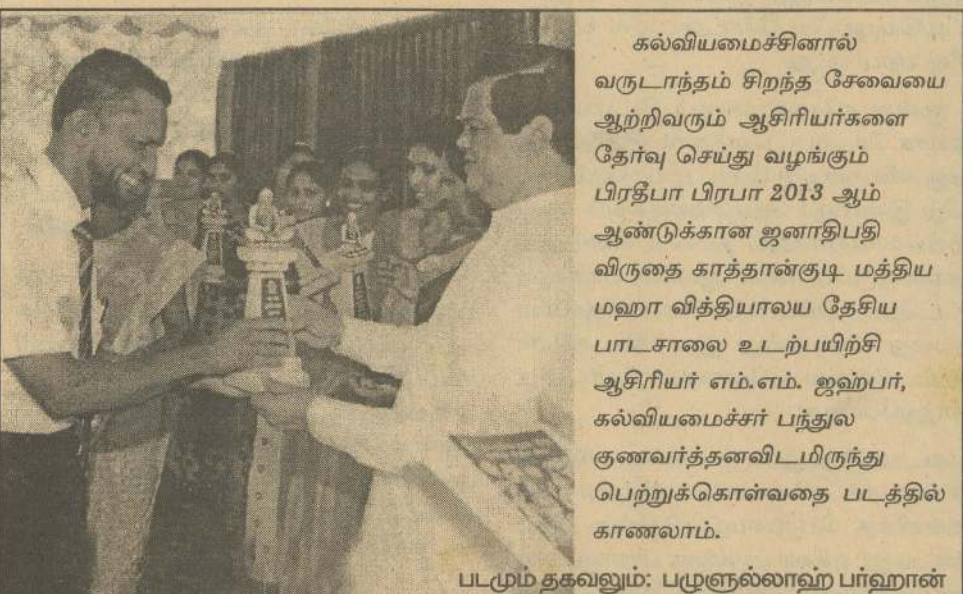 கல்வியமைச்சினால்
வருடாந்தம் சிறந்த சேவையை
ஆற்றிவரும் ஆசிரியர்களை
தேர்வு செய்து வழங்கும்
பிரதீபா பிரபா 2013 ஆம்
ஆண்டுக்கான ஜனாதிபதி
விருதை காத்தான்குடி மத்திய
மஹா வித்தியாலய தேசிய
பாடசாலை உடற்பயிற்சி
ஆசிரியர் எம்.எம். ஜஹ்பர்,
கல்வியமைச்சர் பந்துல
குணவர்த்தனவிடமிருந்து
பெற்றுக்கொள்வதை படத்தில்
காணலாம்.
படமும் தகவலும்: பழுளுல்லாஹ் பர்ஹான்